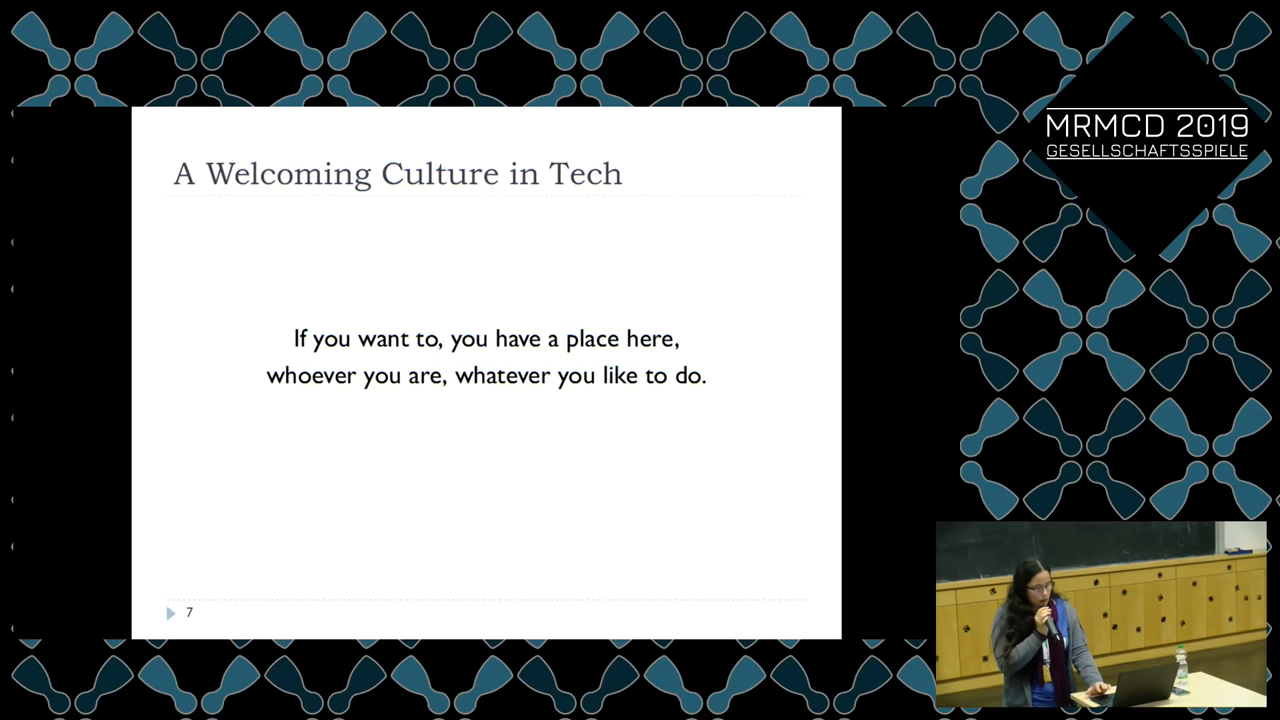 MRMCD 2019
GESELLSCHAFTSSPIELE
A Welcoming Culture in Tech
If you want to, you have a place here,
whoever you are, whatever you like to do.
7